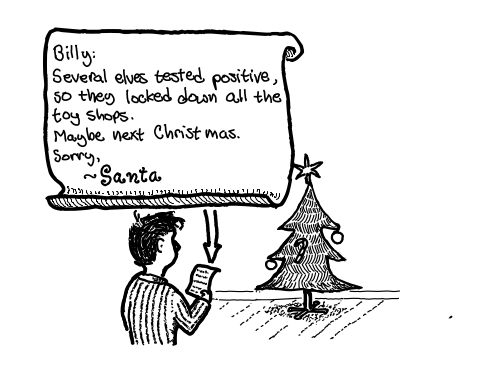 Billy:
Several elves tested positive,
so they locked down all the
toy shops.
Maybe next Christmas.
Sorry,
~Santa